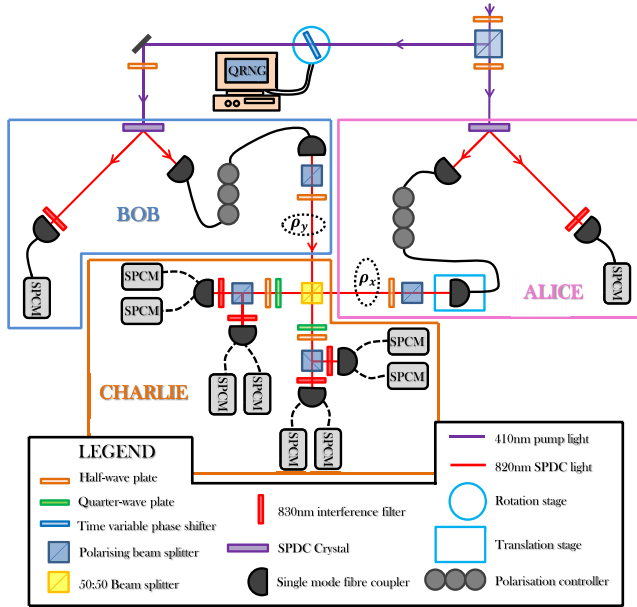 QRNG
BOB
ρy
ρx
ALICE
SPCM
SPCM
SPCM
SPCM
SPCM
SPCM
CHARLIE
SPCM
SPCM
SPCM
SPCM
LEGEND
Half-wave plate
Quarter-wave plate
Time variable phase shifter
Polarising beam splitter
50:50 Beam splitter
830nm interference filter
SPDC Crystal
Single mode fibre coupler
410nm pump light
820nm SPDC light
Rotation stage
Translation stage
Polarisation controller